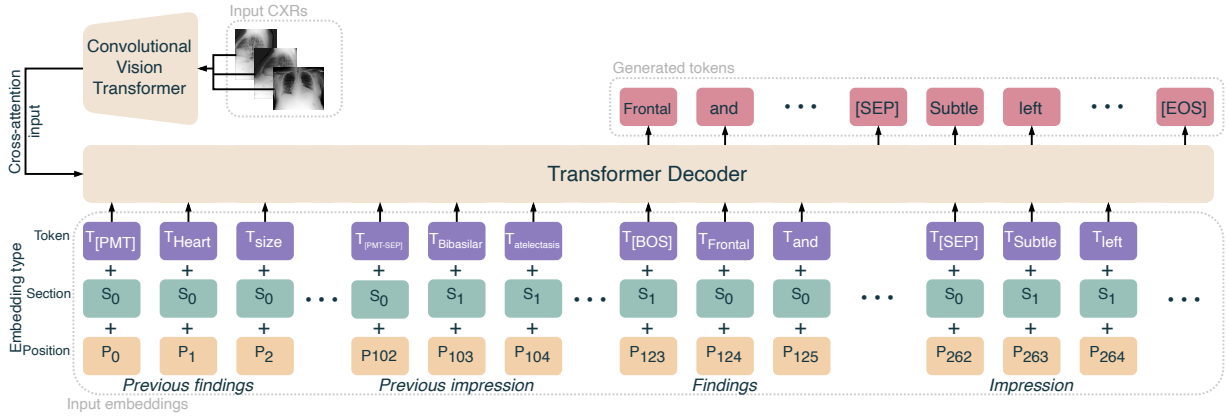 Input CXRs
Convolutional
Vision
Transformer
Cross-attention
input
Generated tokens
Frontal and ••• [SEP] Subtle left ••• [EOS]
Transformer Decoder
Embedding type
Token T[PMT] THeart Tsize T[PMT-SEP] TBibasilar Tatelectasis T[BOS] TFrontal Tand T[SEP] TSubtle Tleft
+ + + + + + + + + + + +
Section S0 S0 S0 ••• S0 S1 S1 ••• S1 S0 S0 ••• S0 S1 S1 •••
+ + + + + + + + + + + +
Position P0 P1 P2 P102 P103 P104 P123 P124 P125 P262 P263 P264
Previous findings Previous impression Findings Impression
Input embeddings